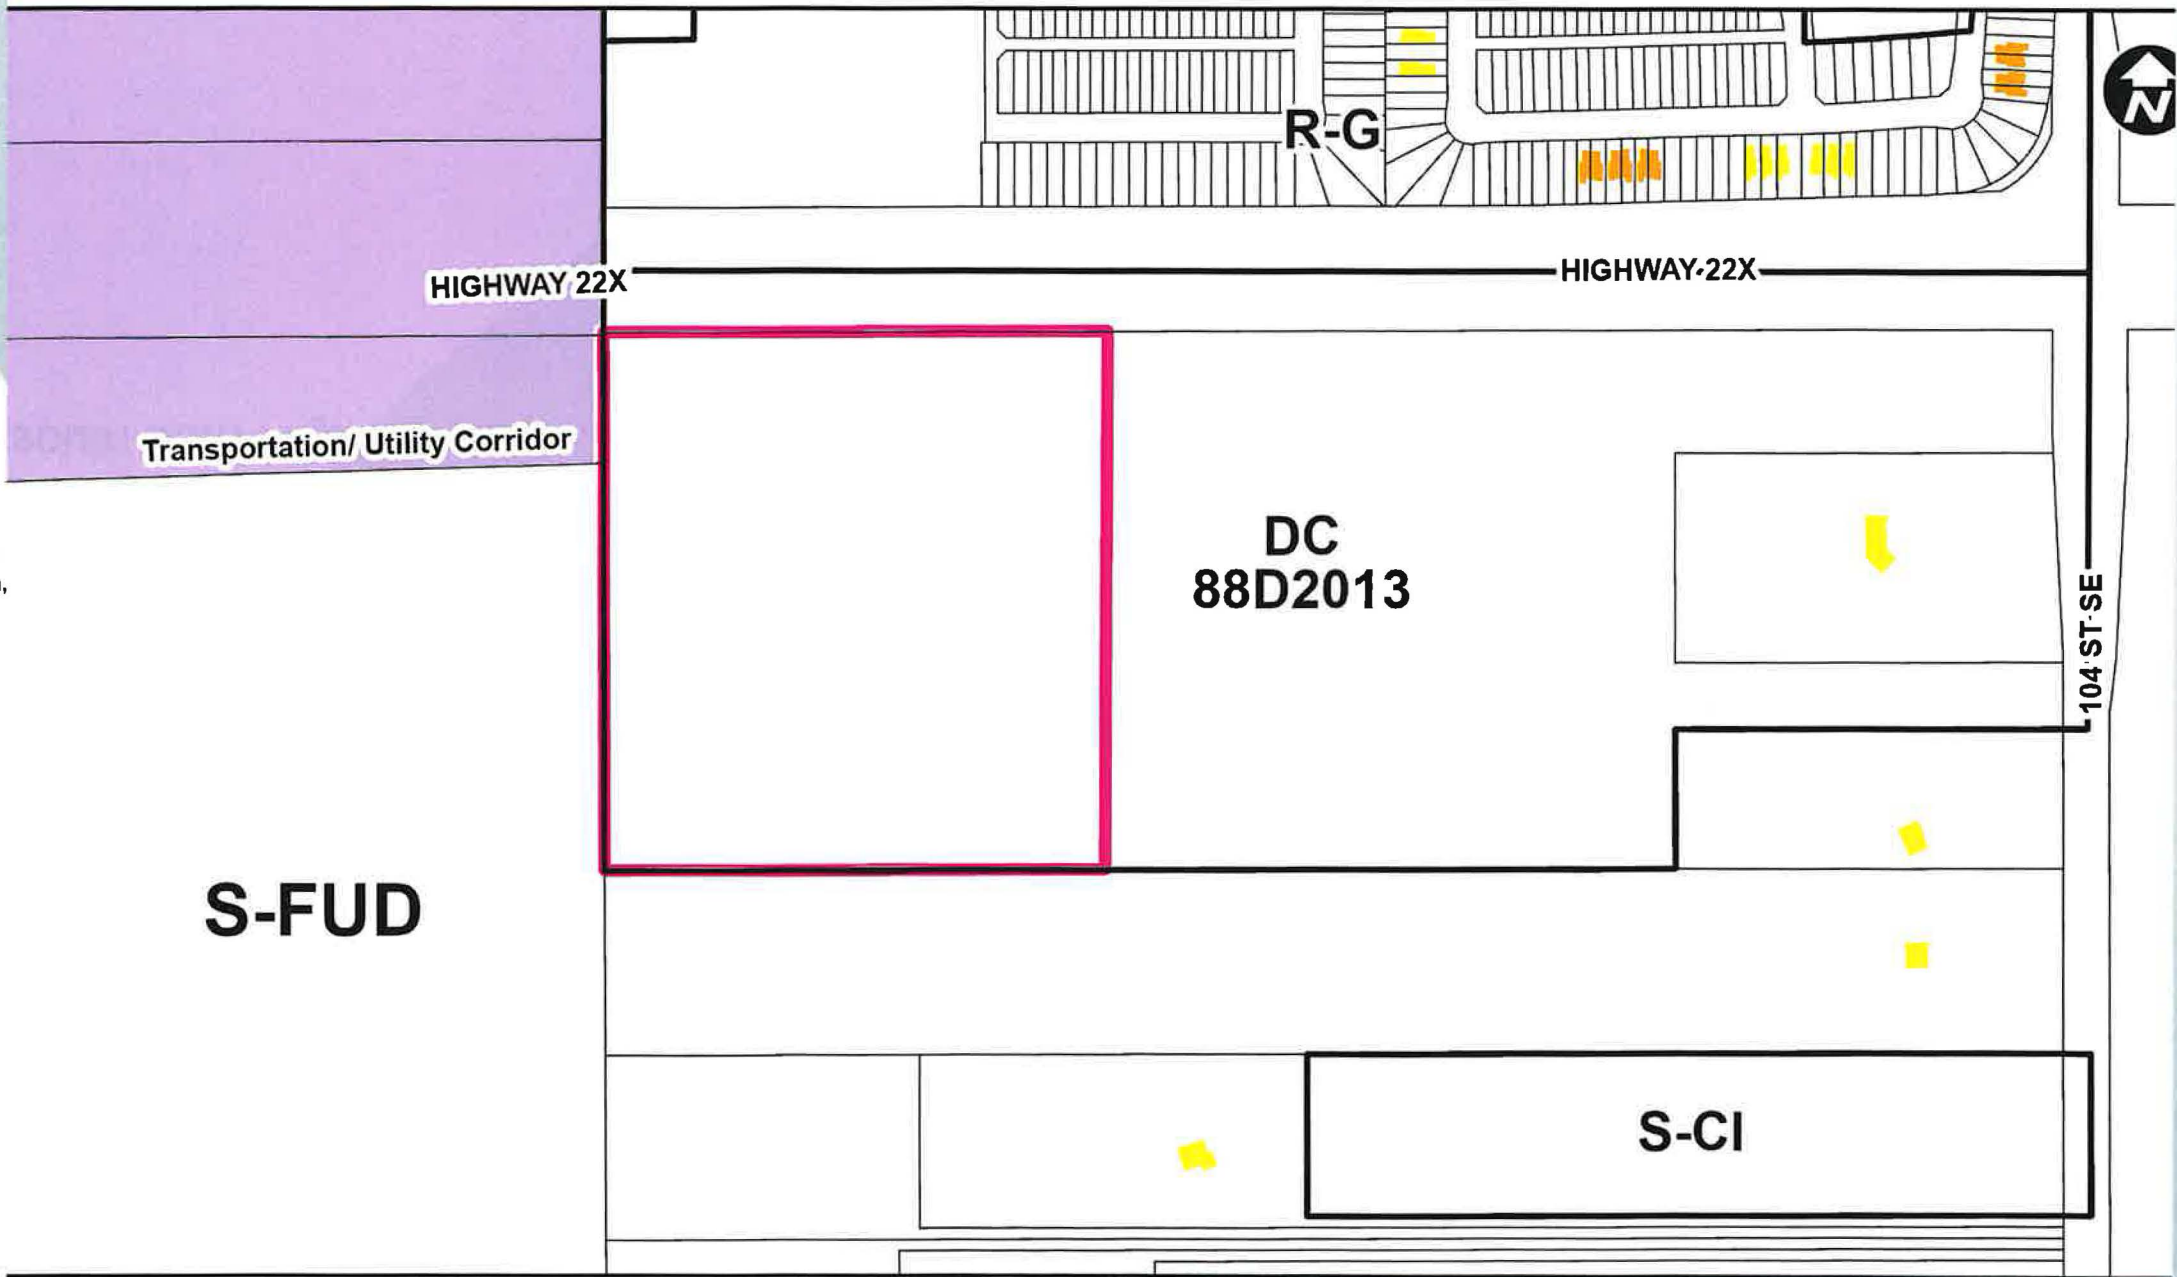 N
R-G
HIGHWAY 22X
HIGHWAY 22X
Transportation/ Utility Corridor
DC
88D2013
104 ST SE
S-FUD
S-CI